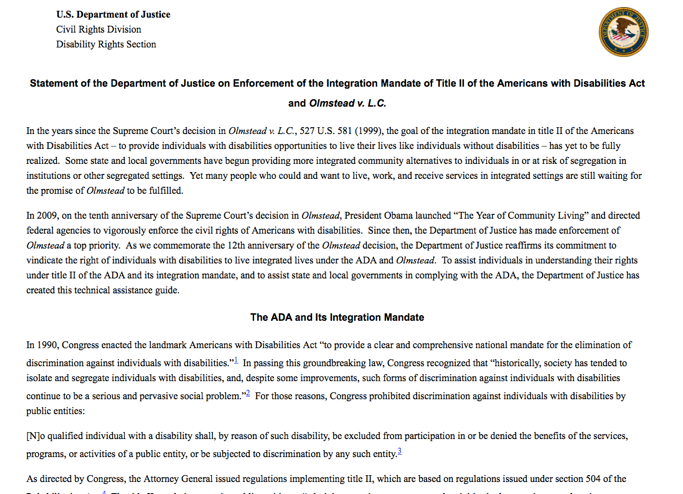 U.S. Department of Justice
Civil Rights Division
Disability Rights Section
Statement of the Department of Justice on Enforcement of the Integration Mandate of Title II of the Americans with Disabilities Act
and Olmstead v. L.C.
In the years since the Supreme Court's decision in Olmstead v. L.C., 527 U.S. 581 (1999), the goal of the integration mandate in title II of the Americans
with Disabilities Act – to provide individuals with disabilities opportunities to live their lives like individuals without disabilities – has yet to be fully
realized.  Some state and local governments have begun providing more integrated community alternatives to individuals in or at risk of segregation in
institutions or other segregated settings.  Yet many people who could and want to live, work, and receive services in integrated settings are still waiting for
the promise of Olmstead to be fulfilled.
In 2009, on the tenth anniversary of the Supreme Court's decision in Olmstead, President Obama launched “The Year of Community Living” and directed
federal agencies to vigorously enforce the civil rights of Americans with disabilities.  Since then, the Department of Justice has made enforcement of
Olmstead a top priority.  As we commemorate the 12th anniversary of the Olmstead decision, the Department of Justice reaffirms its commitment to
vindicate the right of individuals with disabilities to live integrated lives under the ADA and Olmstead.  To assist individuals in understanding their rights
under title II of the ADA and its integration mandate, and to assist state and local governments in complying with the ADA, the Department of Justice has
created this technical assistance guide.
The ADA and Its Integration Mandate
In 1990, Congress enacted the landmark Americans with Disabilities Act “to provide a clear and comprehensive national mandate for the elimination of
discrimination against individuals with disabilities.”1  In passing this groundbreaking law, Congress recognized that “historically, society has tended to
isolate and segregate individuals with disabilities, and, despite some improvements, such forms of discrimination against individuals with disabilities
continue to be a serious and pervasive social problem.”2  For those reasons, Congress prohibited discrimination against individuals with disabilities by
public entities:
[N]o qualified individual with a disability shall, by reason of such disability, be excluded from participation in or be denied the benefits of the services,
programs, or activities of a public entity, or be subjected to discrimination by any such entity.3
As directed by Congress, the Attorney General issued regulations implementing title II, which are based on regulations issued under section 504 of the